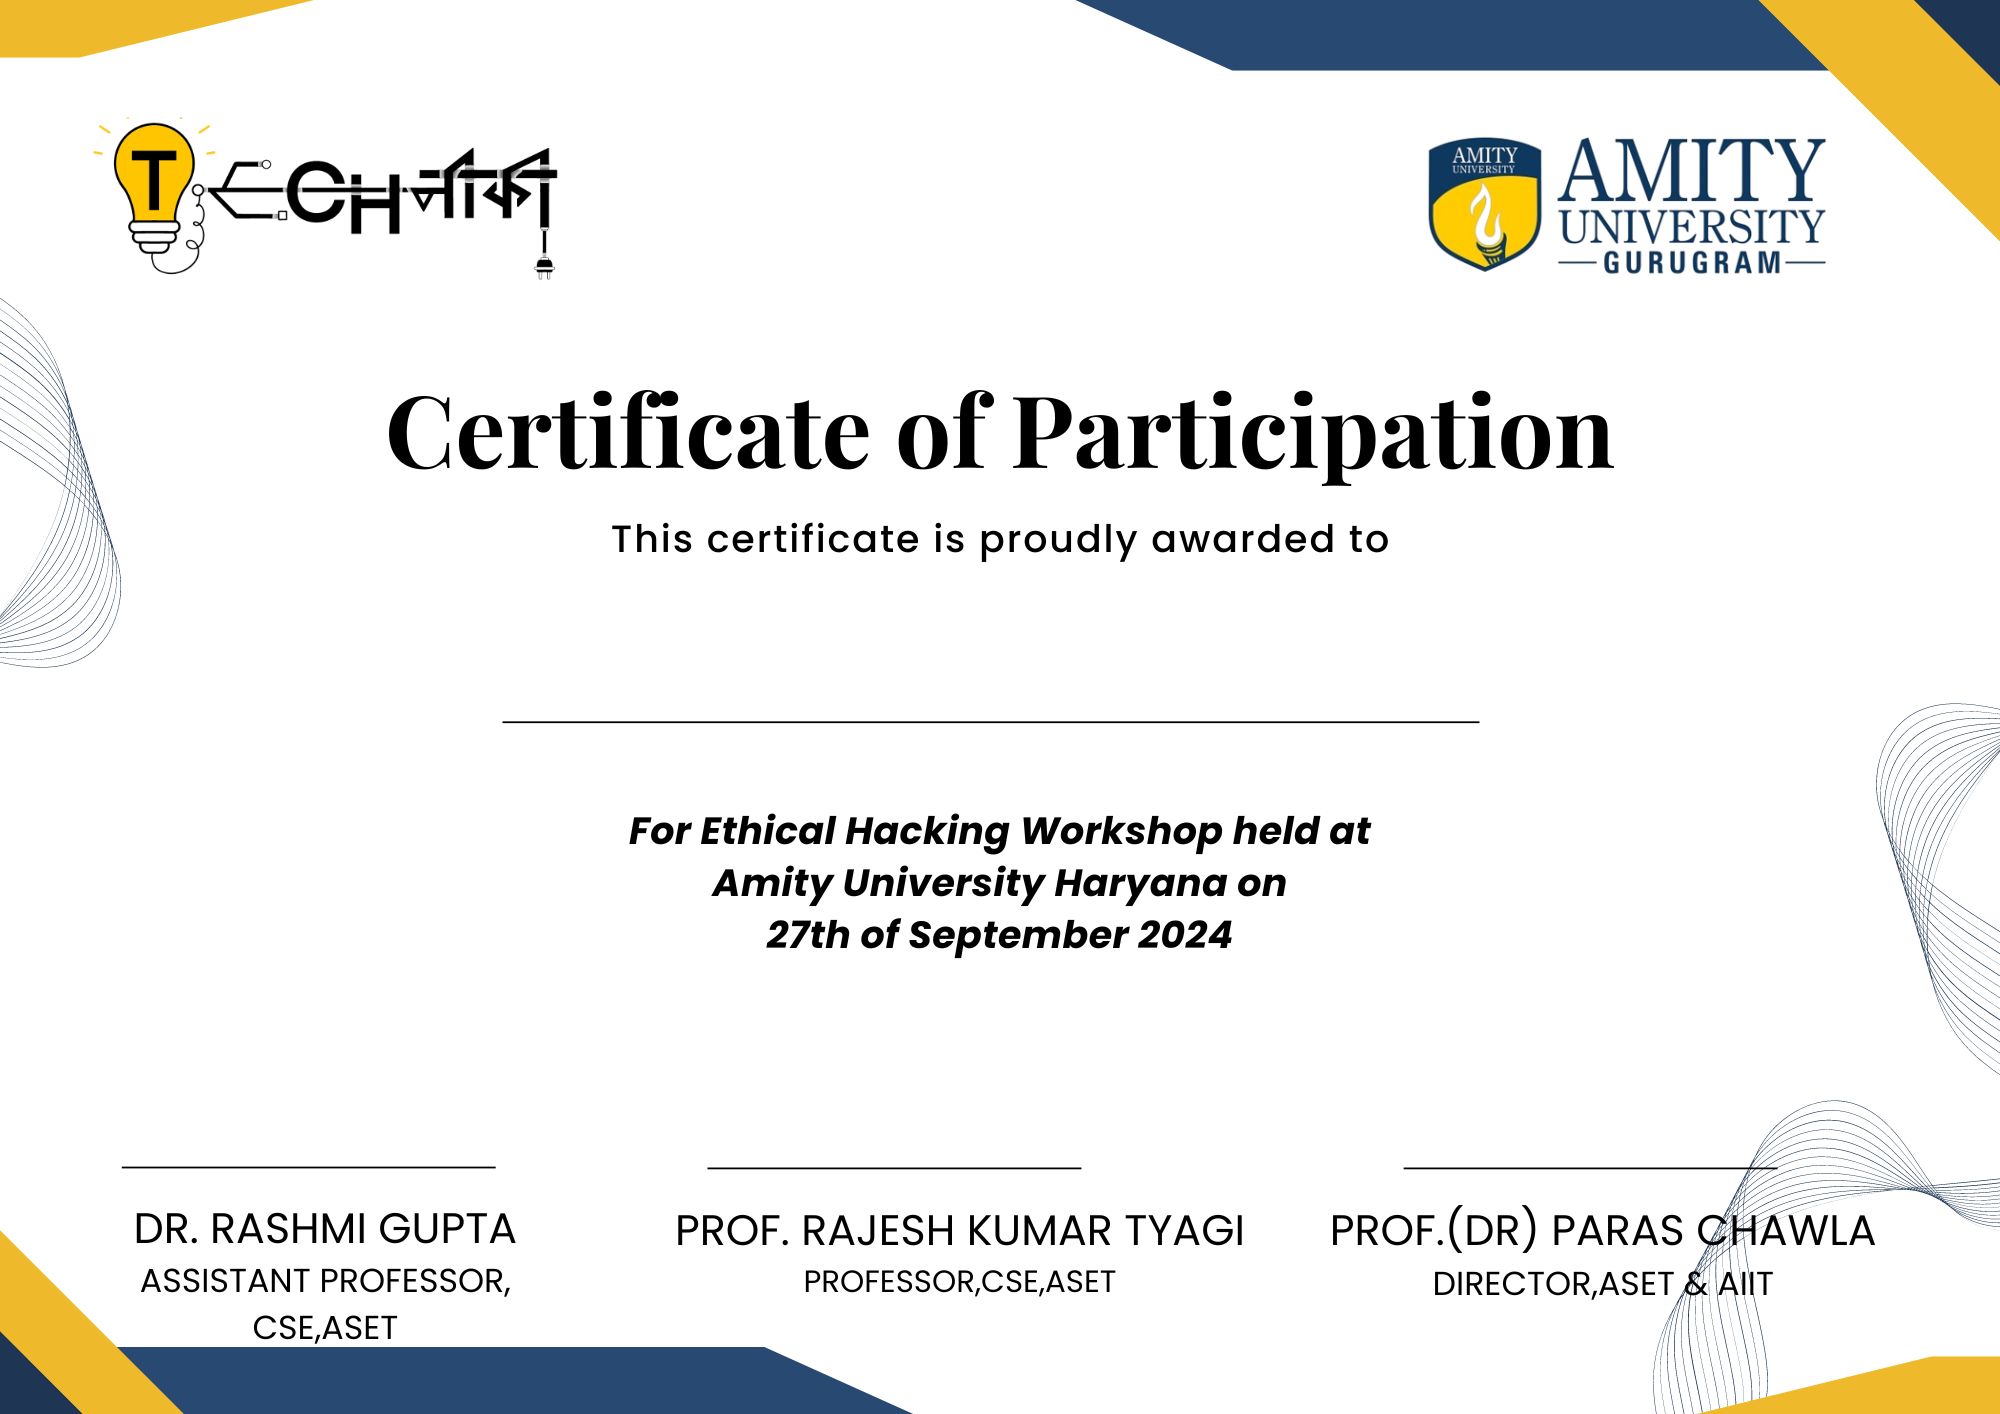 TECHनीका
AMITY
UNIVERSITY
AMITY
UNIVERSITY
GURUGRAM
Certificate of Participation
This certificate is proudly awarded to
For Ethical Hacking Workshop held at
Amity University Haryana on
27th of September 2024
DR. RASHMI GUPTA
ASSISTANT PROFESSOR,
CSE,ASET
PROF. RAJESH KUMAR TYAGI
PROFESSOR,CSE,ASET
PROF.(DR) PARAS CHAWLA
DIRECTOR,ASET & AIIT